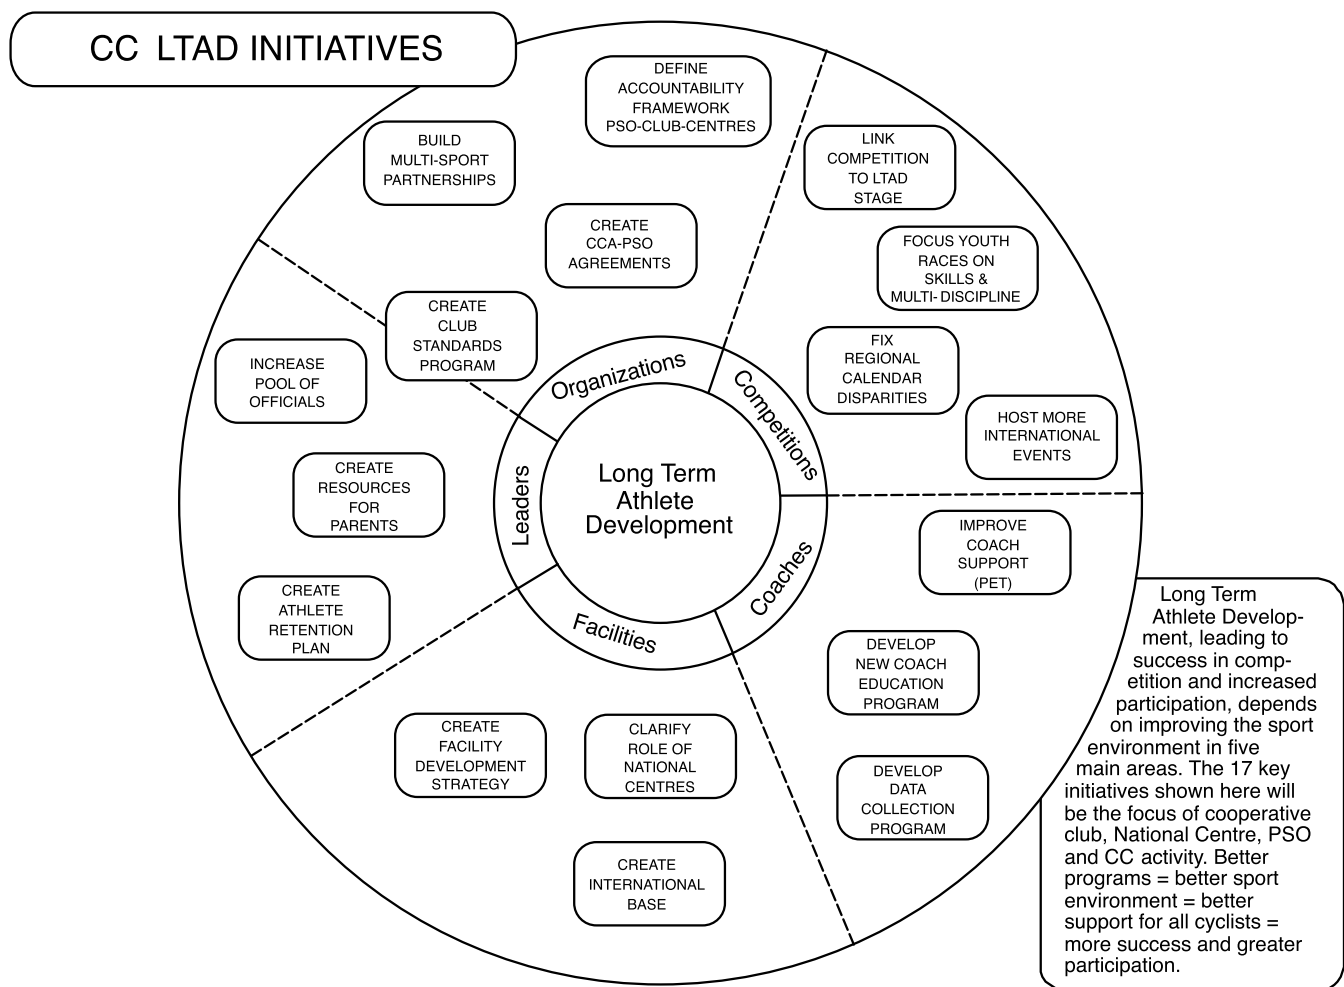 CC LTAD INITIATIVES
DEFINE
ACCOUNTABILITY
FRAMEWORK
PSO-CLUB-CENTRES
BUILD
MULTI-SPORT
PARTNERSHIPS
CREATE
CCA-PSO
AGREEMENTS
CREATE
CLUB
STANDARDS
PROGRAM
LINK
COMPETITION
TO LTAD
STAGE
FOCUS YOUTH
RACES ON
SKILLS &
MULTI-DISCIPLINE
FIX
REGIONAL
CALENDAR
DISPARITIES
HOST MORE
INTERNATIONAL
EVENTS
INCREASE
POOL OF
OFFICIALS
CREATE
RESOURCES
FOR
PARENTS
CREATE
ATHLETE
RETENTION
PLAN
Organizations
Competitions
Leaders
Coaches
Facilities
Long Term
Athlete
Development
IMPROVE
COACH
SUPPORT
(PET)
DEVELOP
NEW COACH
EDUCATION
PROGRAM
DEVELOP
DATA
COLLECTION
PROGRAM
CREATE
FACILITY
DEVELOPMENT
STRATEGY
CLARIFY
ROLE OF
NATIONAL
CENTRES
CREATE
INTERNATIONAL
BASE
Long Term
Athlete Develop-
ment, leading to
success in comp-
etition and increased
participation, depends
on improving the sport
environment in five
main areas. The 17 key
initiatives shown here will
be the focus of cooperative
club, National Centre, PSO
and CC activity. Better
programs = better sport
environment = better
support for all cyclists =
more success and greater
participation.